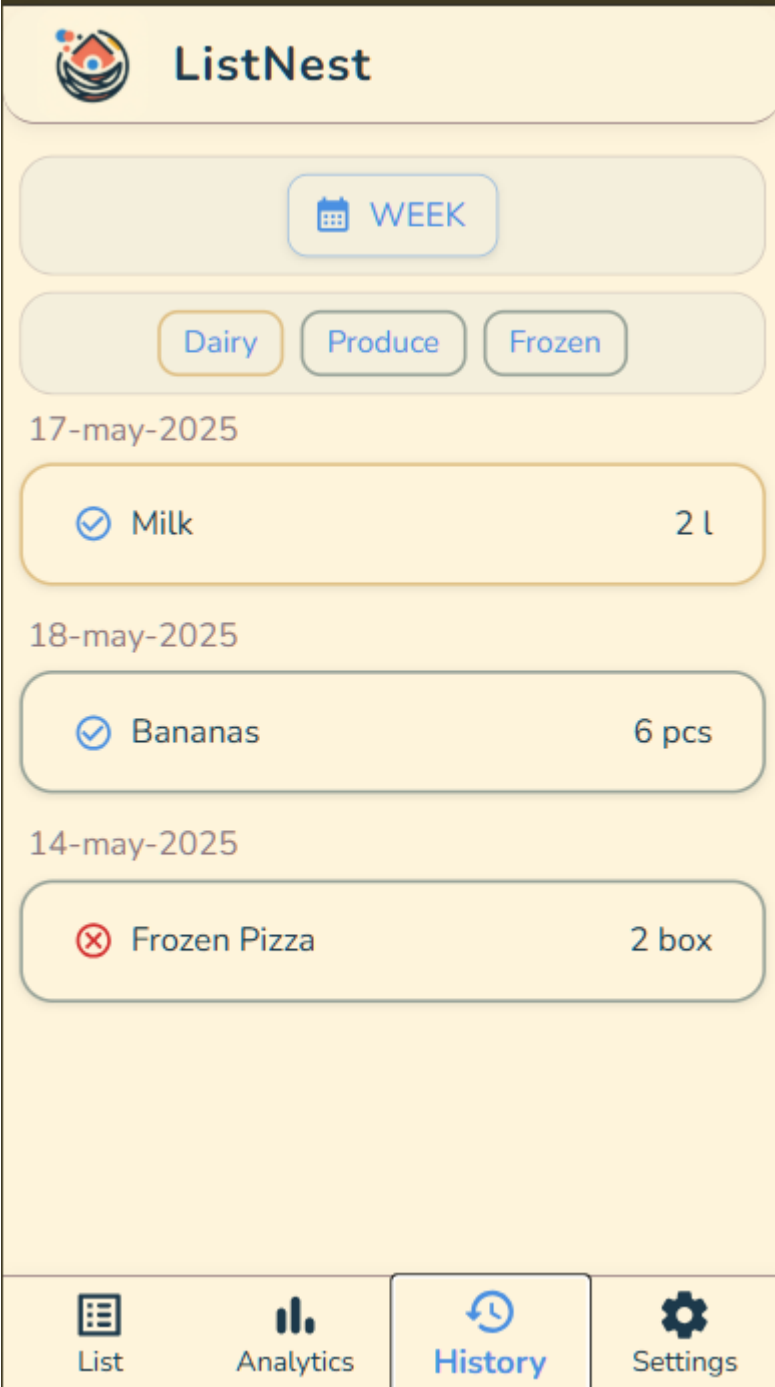 ListNest
WEEK
Dairy Produce Frozen
17-may-2025
Milk 2 l
18-may-2025
Bananas 6 pcs
14-may-2025
Frozen Pizza 2 box
List Analytics History Settings